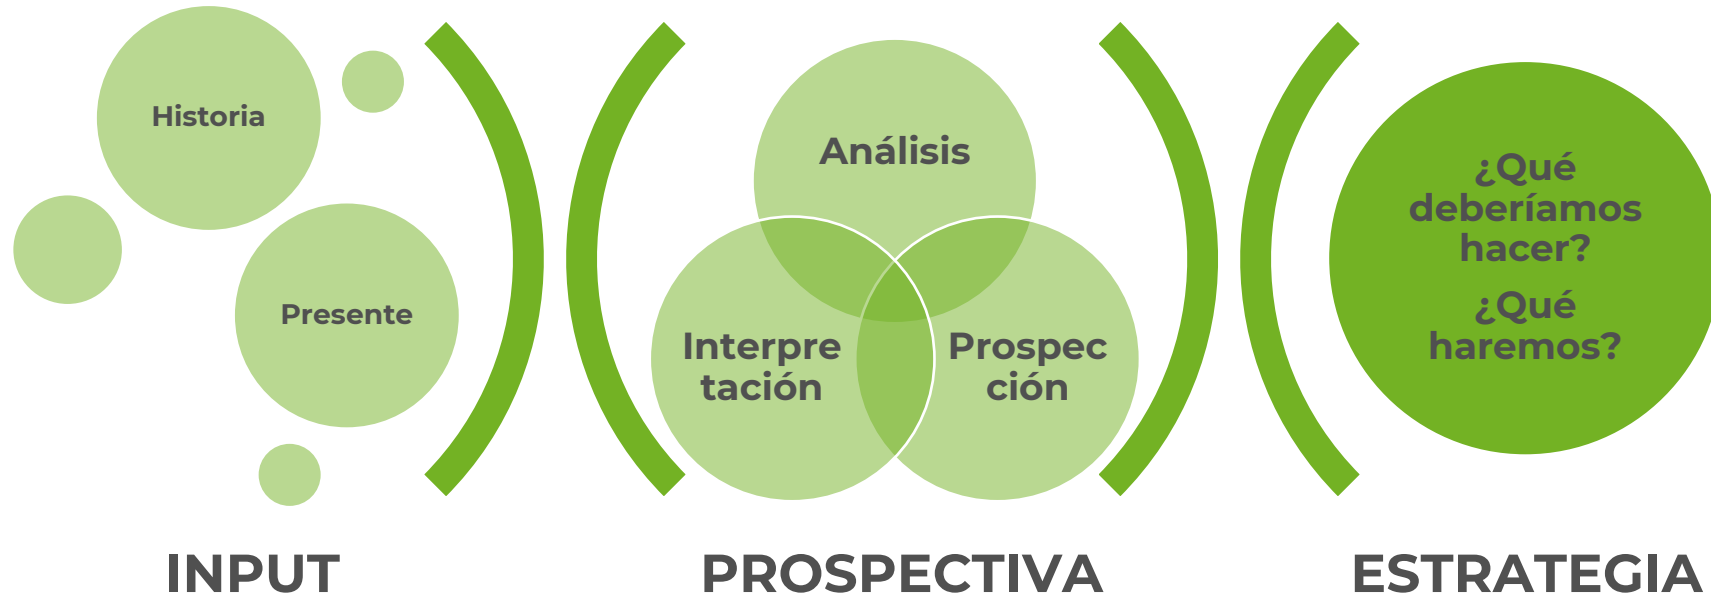 Historia
Presente
INPUT
Análisis
Interpre
tación
Prospec
ción
PROSPECTIVA
¿Qué
deberíamos
hacer?
¿Qué
haremos?
ESTRATEGIA